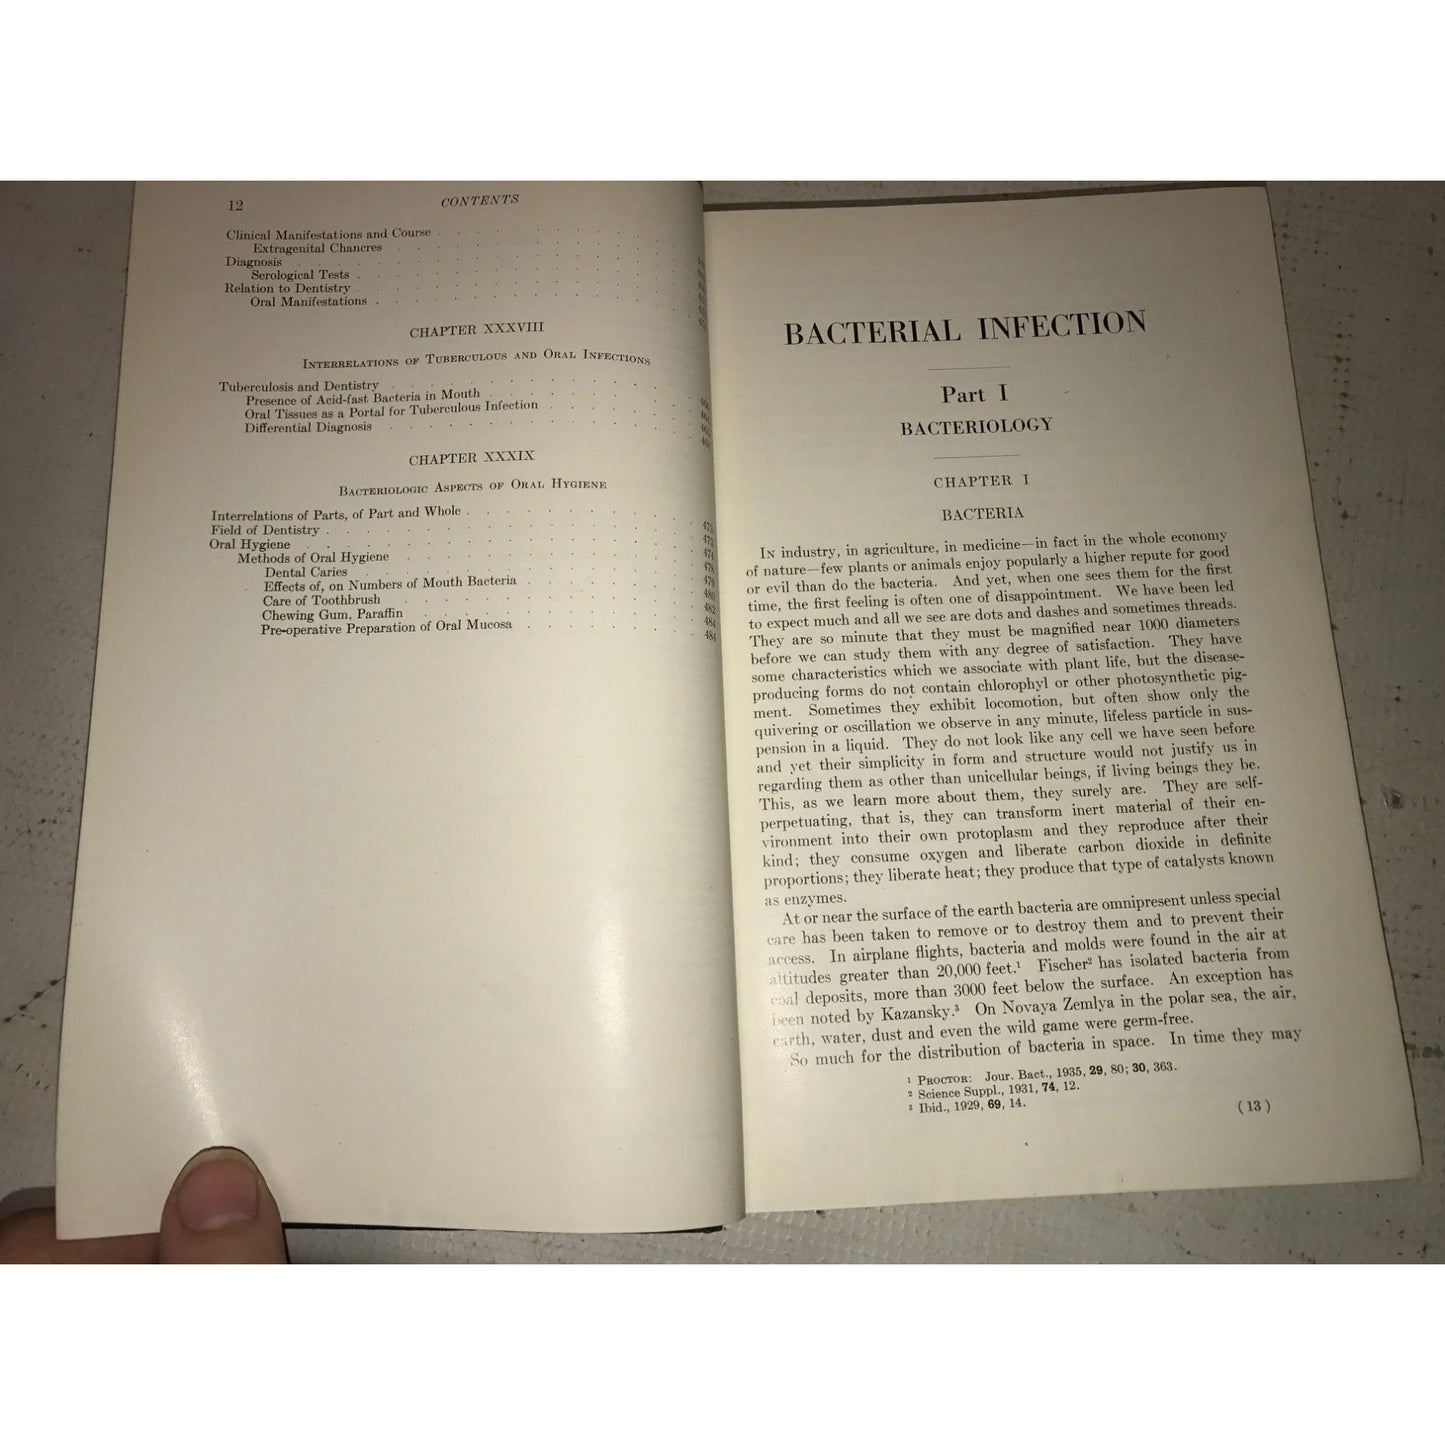 12 CONTENTS
Clinical Manifestations and Course
Extragenital Chancres
Diagnosis
Serological Tests
Relation to Dentistry
Oral Manifestations
CHAPTER XXXVIII
INTERRELATIONS OF TUBERCULOUS AND ORAL INFECTIONS
Tuberculosis and Dentistry
Presence of Acid-fast Bacteria in Mouth
Oral Tissues as a Portal for Tuberculous Infection
Differential Diagnosis
CHAPTER XXXIX
BACTERIOLOGIC ASPECTS OF ORAL HYGIENE
Interrelations of Parts, of Part and Whole
Field of Dentistry 473
Oral Hygiene 474
Methods of Oral Hygiene
Dental Caries
Effects of, on Numbers of Mouth Bacteria
Care of Toothbrush
Chewing Gum, Paraffin 484
Pre-operative Preparation of Oral Mucosa 484
BACTERIAL INFECTION
Part I
BACTERIOLOGY
CHAPTER I
BACTERIA
IN industry, in agriculture, in medicine—in fact in the whole economy
of nature—few plants or animals enjoy popularly a higher repute for good
or evil than do the bacteria. And yet, when one sees them for the first
time, the first feeling is often one of disappointment. We have been led
to expect much and all we see are dots and dashes and sometimes threads.
They are so minute that they must be magnified near 1000 diameters
before we can study them with any degree of satisfaction. They have
some characteristics which we associate with plant life, but the disease-
producing forms do not contain chlorophyl or other photosynthetic pig-
ment. Sometimes they exhibit locomotion, but often show only the
quivering or oscillation we observe in any minute, lifeless particle in sus-
pension in a liquid. They do not look like any cell we have seen before
and yet their simplicity in form and structure would not justify us in
regarding them as other than unicellular beings, if living beings they be.
This, as we learn more about them, they surely are. They are self-
perpetuating, that is, they can transform inert material of their en-
vironment into their own protoplasm and they reproduce after their
kind; they consume oxygen and liberate carbon dioxide in definite
proportions; they liberate heat; they produce that type of catalysts known
as enzymes.
At or near the surface of the earth bacteria are omnipresent unless special
care has been taken to remove or to destroy them and to prevent their
access. In airplane flights, bacteria and molds were found in the air at
altitudes greater than 20,000 feet.¹ Fischer² has isolated bacteria from
coal deposits, more than 3000 feet below the surface. An exception has
been noted by Kazansky.³ On Novaya Zemlya in the polar sea, the air,
earth, water, dust and even the wild game were germ-free.
So much for the distribution of bacteria in space. In time they may
¹ PROCTOR: Jour. Bact., 1935, 29, 80; 30, 363.
² Science Suppl., 1931, 74, 12.
³ Ibid., 1929, 69, 14.
(13)